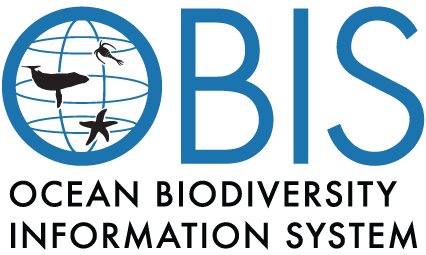 OBIS
OCEAN BIODIVERSITY
INFORMATION SYSTEM